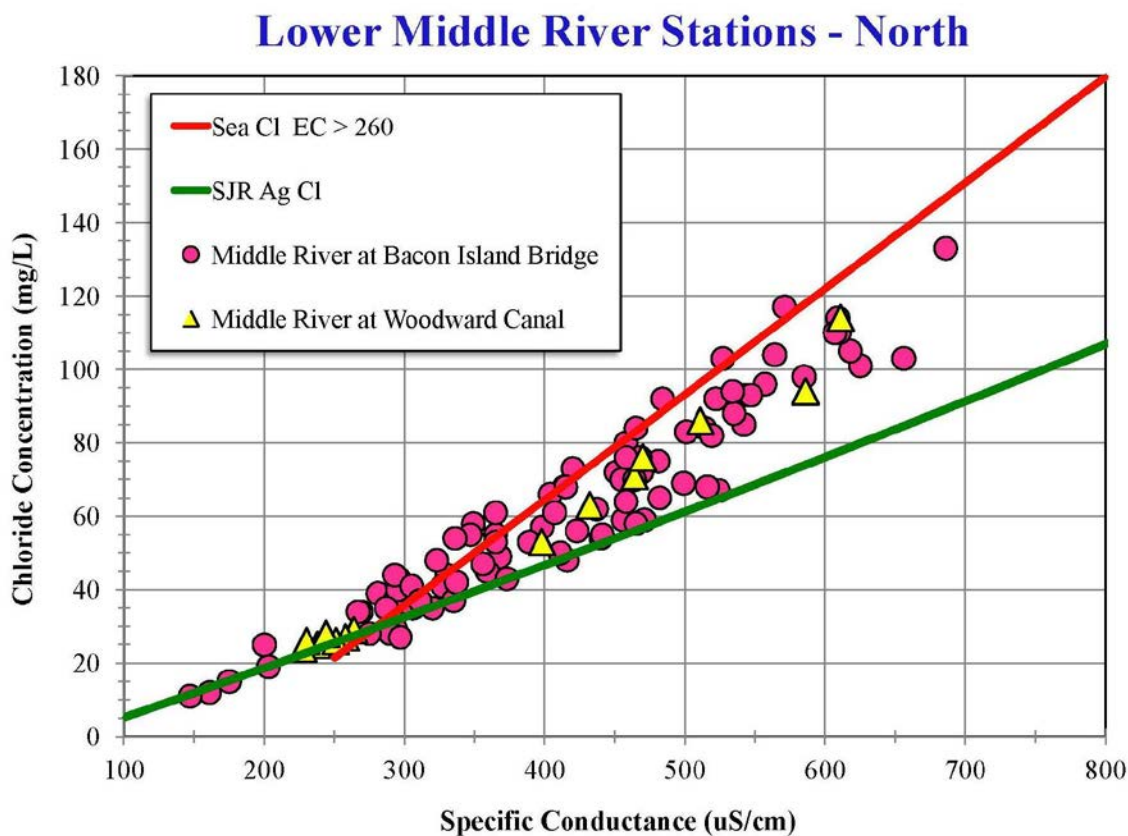 Lower Middle River Stations - North
180
160
140
120
100
80
60
40
20
0
Chloride Concentration (mg/L)
Sea Cl EC > 260
SJR Ag Cl
Middle River at Bacon Island Bridge
Middle River at Woodward Canal
100 200 300 400 500 600 700 800
Specific Conductance (uS/cm)